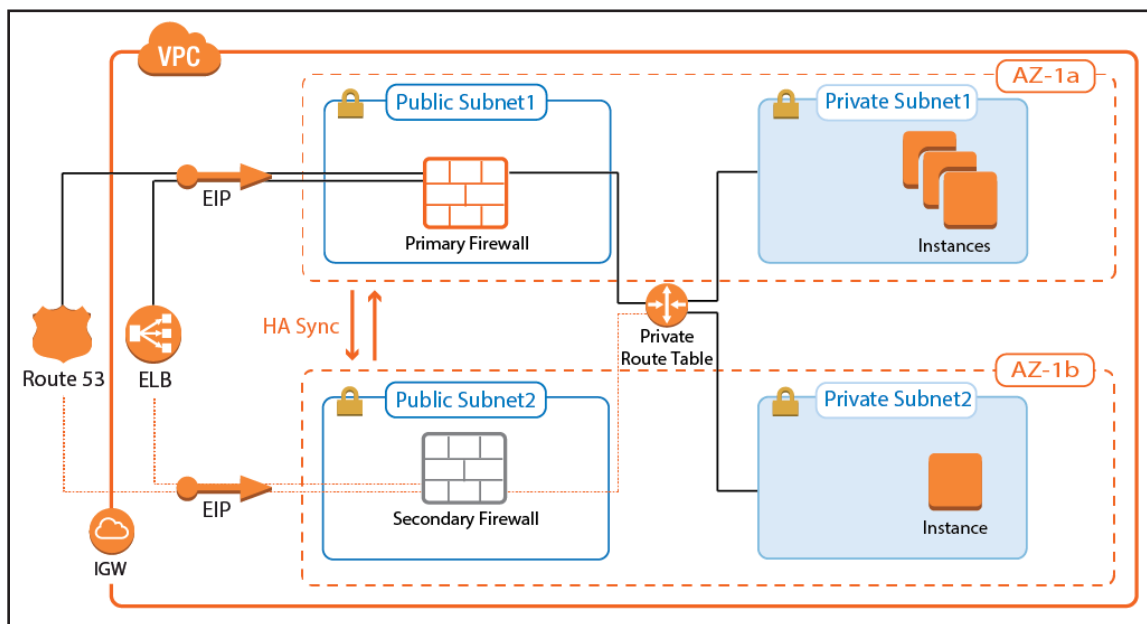 VPC
AZ-1a
Public Subnet1
Private Subnet1
EIP
Primary Firewall
Instances
HA Sync
Private
Route Table
Route 53
ELB
AZ-1b
Public Subnet2
Private Subnet2
EIP
Secondary Firewall
Instance
IGW